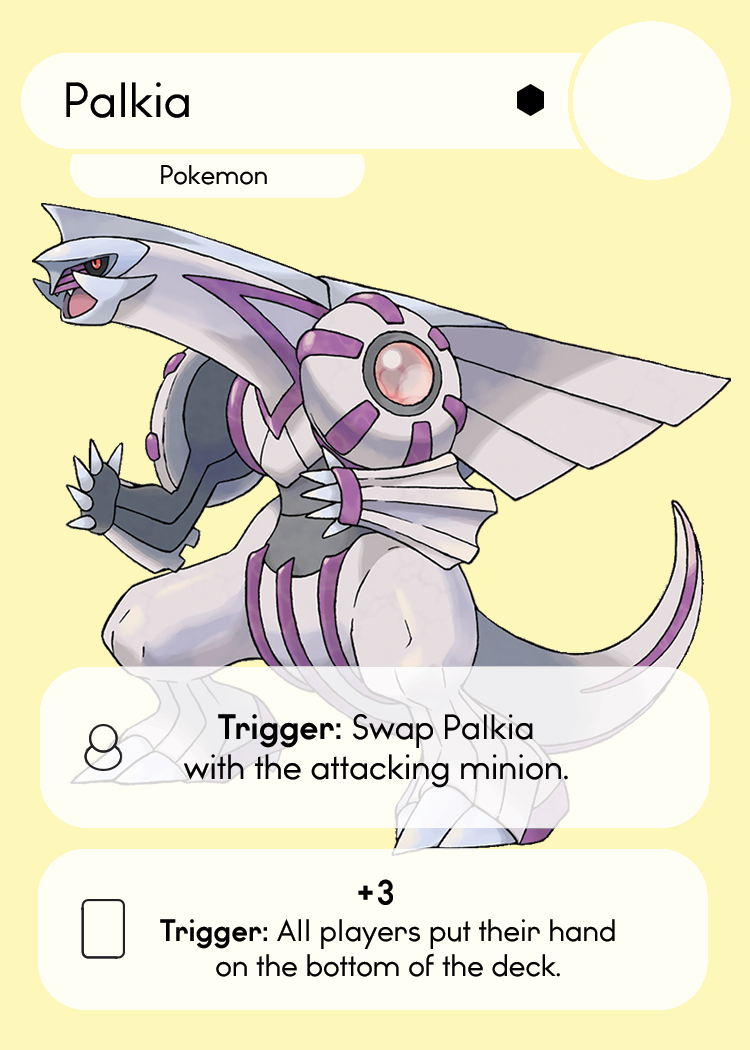 Palkia
Pokemon
Trigger: Swap Palkia
with the attacking minion.
+3
Trigger: All players put their hand
on the bottom of the deck.